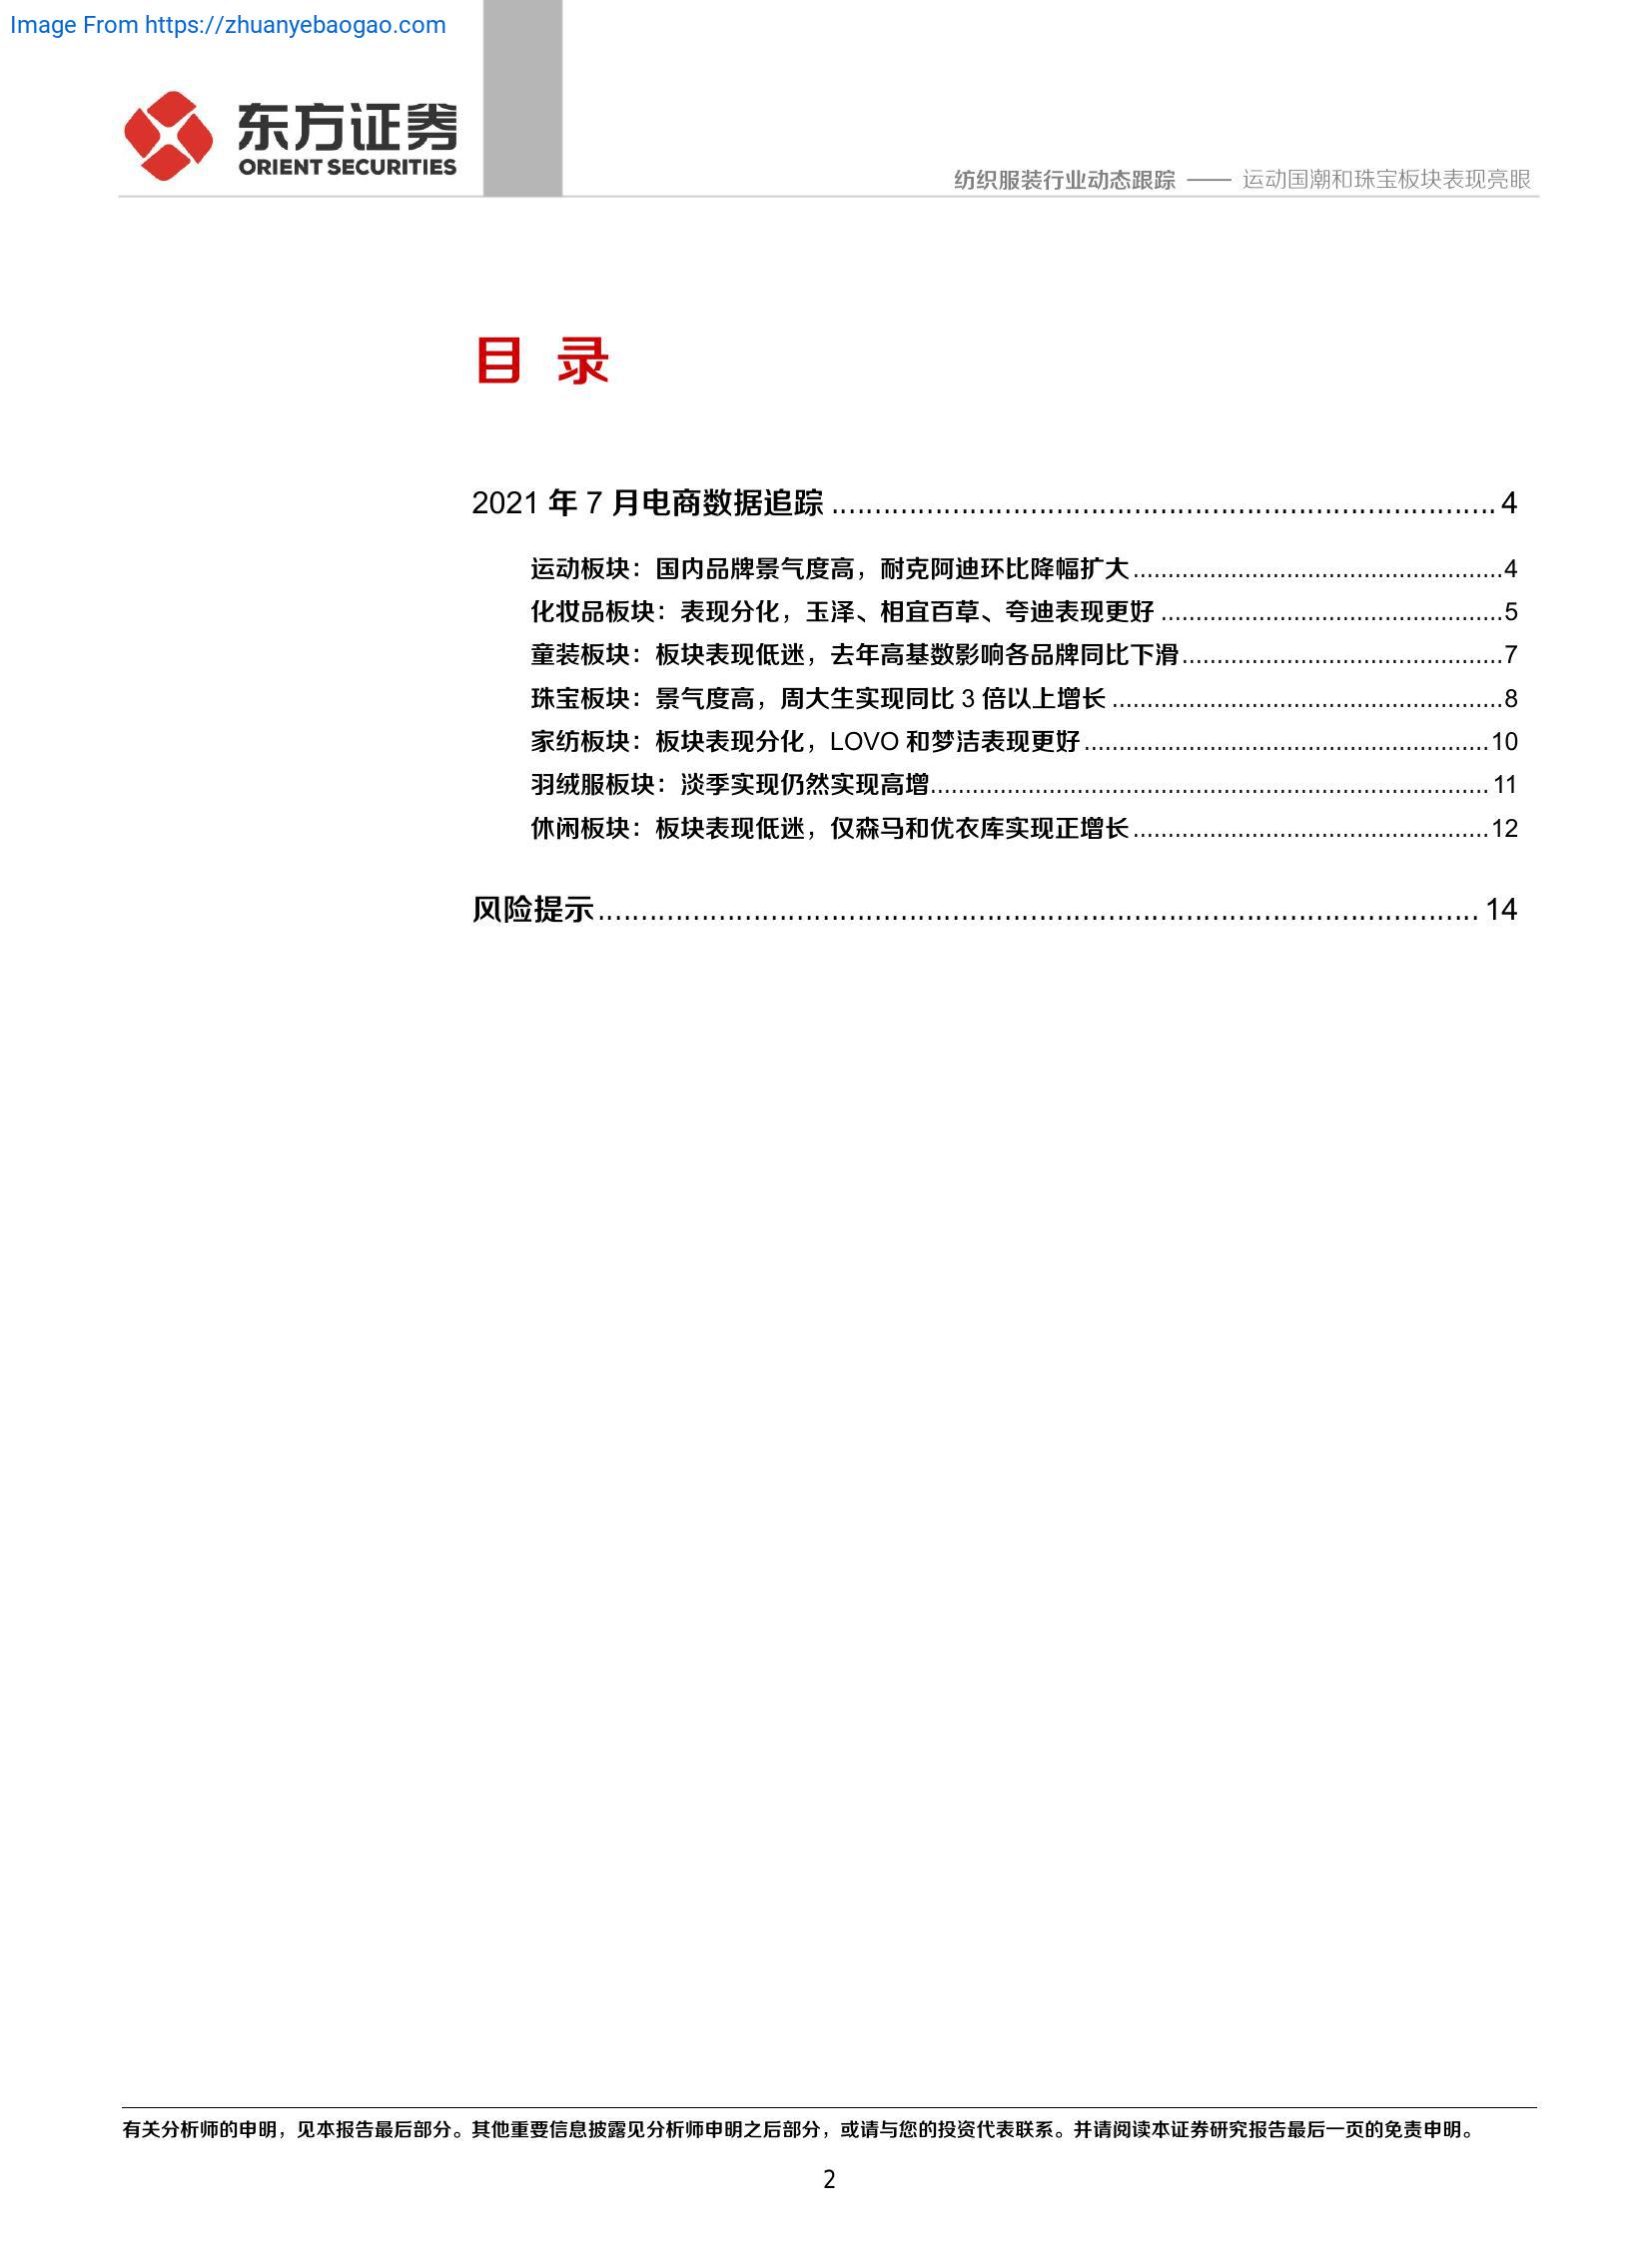 Image From https://zhuanyebaogao.com
东方证券
ORIENT SECURITIES
纺织服装行业动态跟踪 —— 运动国潮和珠宝板块表现亮眼
目 录
2021 年 7 月电商数据追踪 ................................................................................ 4
运动板块：国内品牌景气度高，耐克阿迪环比降幅扩大.....................................................4
化妆品板块：表现分化，玉泽、相宜百草、夸迪表现更好 .................................................5
童装板块：板块表现低迷，去年高基数影响各品牌同比下滑..............................................7
珠宝板块：景气度高，周大生实现同比 3 倍以上增长 ........................................................8
家纺板块：板块表现分化，LOVO 和梦洁表现更好..........................................................10
羽绒服板块：淡季实现仍然实现高增................................................................................ 11
休闲板块：板块表现低迷，仅森马和优衣库实现正增长...................................................12
风险提示...................................................................................................... 14
有关分析师的申明，见本报告最后部分。其他重要信息披露见分析师申明之后部分，或请与您的投资代表联系。并请阅读本证券研究报告最后一页的免责申明。
2